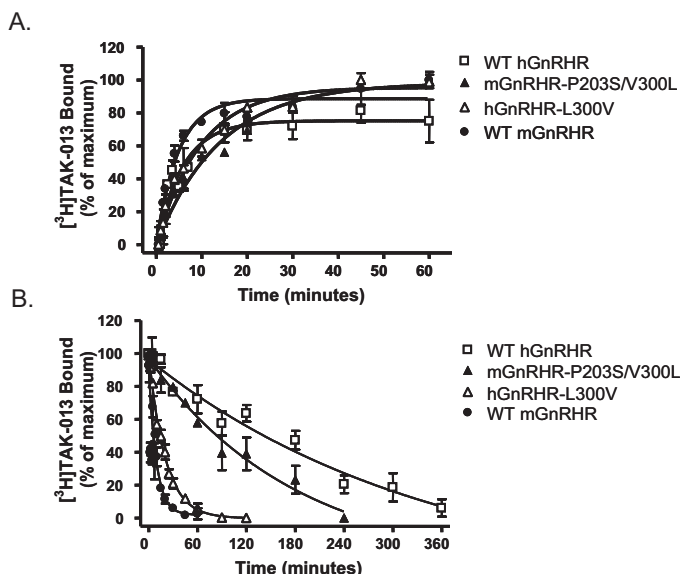 A.
120
100
80
60
40
20
0
[³H]TAK-013 Bound
(% of maximum)
0 10 20 30 40 50 60
Time (minutes)
WT hGnRHR
mGnRHR-P203S/V300L
hGnRHR-L300V
WT mGnRHR
B.
120
100
80
60
40
20
0
[³H]TAK-013 Bound
(% of maximum)
0 60 120 180 240 300 360
Time (minutes)
WT hGnRHR
mGnRHR-P203S/V300L
hGnRHR-L300V
WT mGnRHR